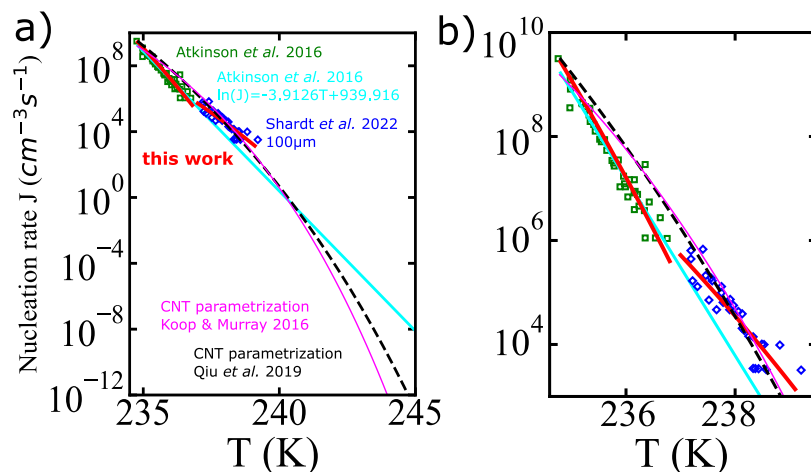 a)
Nucleation rate J (cm⁻³s⁻¹)
10⁸
10⁴
10⁰
10⁻⁴
10⁻⁸
10⁻¹²
Atkinson et al. 2016
Atkinson et al. 2016
ln(J)=-3,9126T+939,916
Shardt et al. 2022
100µm
this work
CNT parametrization
Koop & Murray 2016
CNT parametrization
Qiu et al. 2019
235
240
245
T (K)
b)
10¹⁰
10⁸
10⁶
10⁴
236
238
T (K)